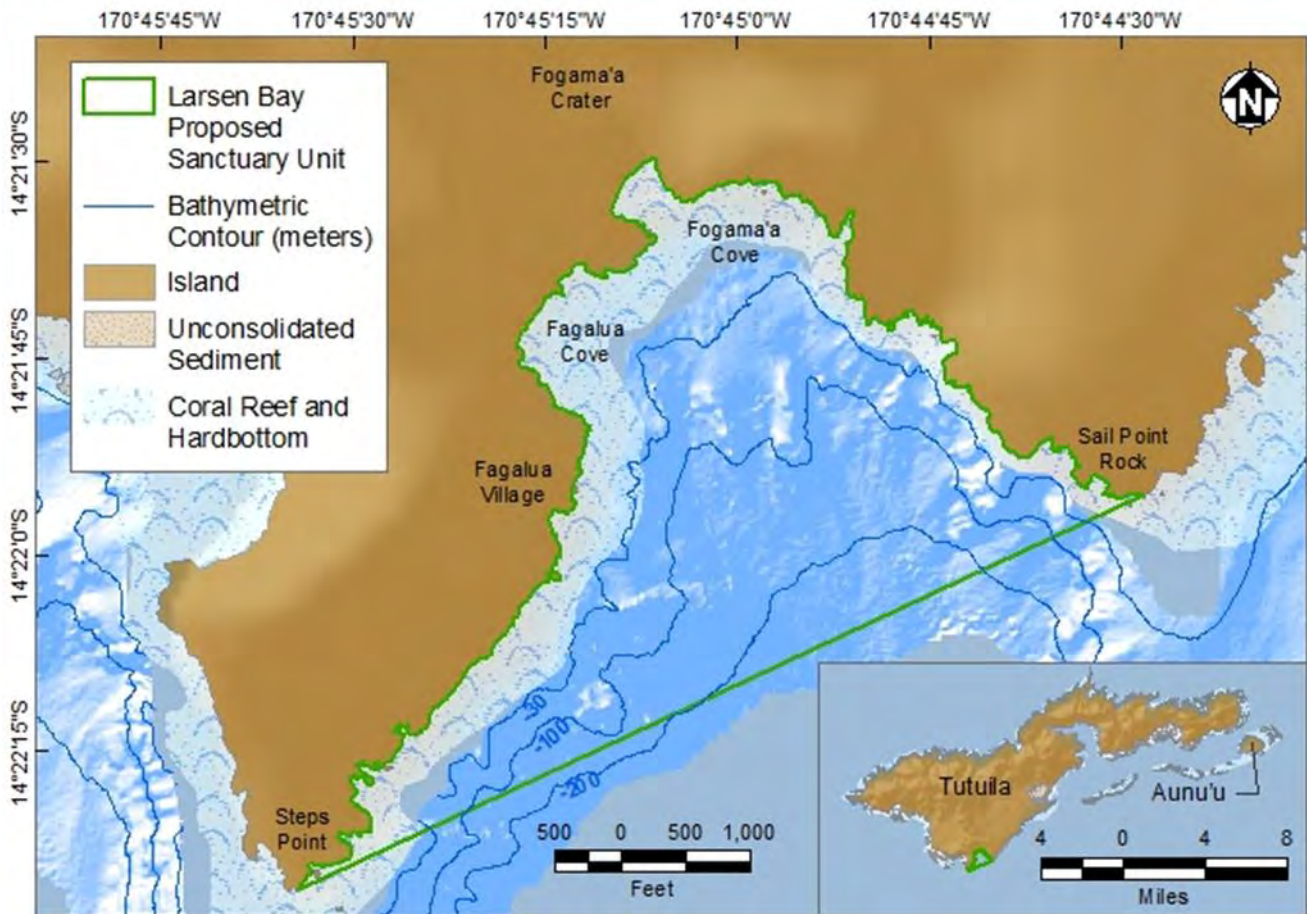 170°45'45"W
170°45'30"W
170°45'15"W
170°45'0"W
170°44'45"W
170°44'30"W
14°21'30"S
14°21'45"S
14°22'0"S
14°22'15"S
Larsen Bay
Proposed
Sanctuary Unit
Bathymetric
Contour (meters)
Island
Unconsolidated
Sediment
Coral Reef and
Hardbottom
Fogama'a
Crater
N
Fogama'a
Cove
Fagalua
Cove
Fagalua
Village
Sail Point
Rock
Steps
Point
-30
-100
-200
500 0 500 1,000
Feet
Tutuila
Aunu'u
4 0 4 8
Miles